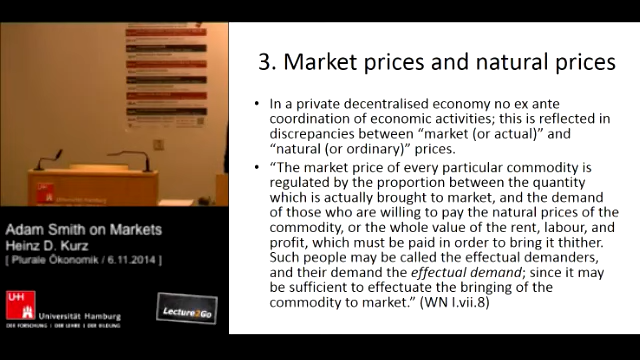 3. Market prices and natural prices
• In a private decentralised economy no ex ante
coordination of economic activities; this is reflected in
discrepancies between “market (or actual)” and
“natural (or ordinary)” prices.
• “The market price of every particular commodity is
regulated by the proportion between the quantity
which is actually brought to market, and the demand
of those who are willing to pay the natural prices of the
commodity, or the whole value of the rent, labour, and
profit, which must be paid in order to bring it thither.
Such people may be called the effectual demanders,
and their demand the effectual demand; since it may
be sufficient to effectuate the bringing of the
commodity to market.” (WN I.vii.8)
Adam Smith on Markets
Heinz D. Kurz
[ Plurale Ökonomik / 6.11.2014 ]
Universität Hamburg
DER FORSCHUNG | DER LEHRE | DER BILDUNG
Lecture2Go